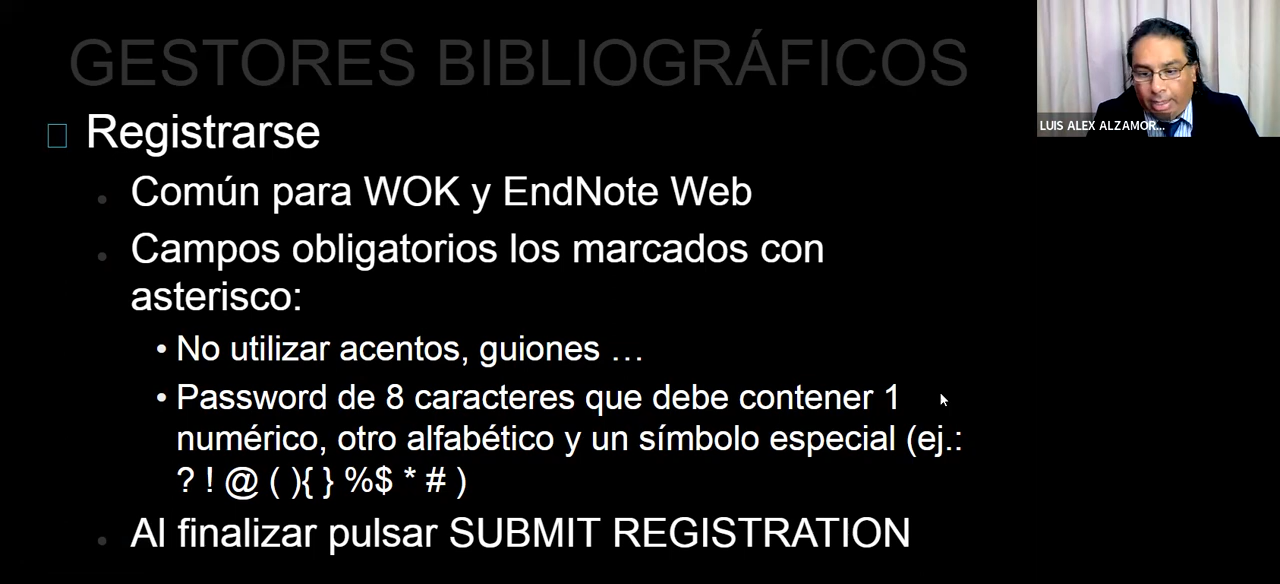 GESTORES BIBLIOGRÁFICOS
Registrarse
Común para WOK y EndNote Web
Campos obligatorios los marcados con
asterisco:
• No utilizar acentos, guiones …
• Password de 8 caracteres que debe contener 1
numérico, otro alfabético y un símbolo especial (ej.:
? ! @ ( ){ } %$ * # )
Al finalizar pulsar SUBMIT REGISTRATION
LUIS ALEX ALZAMOR...